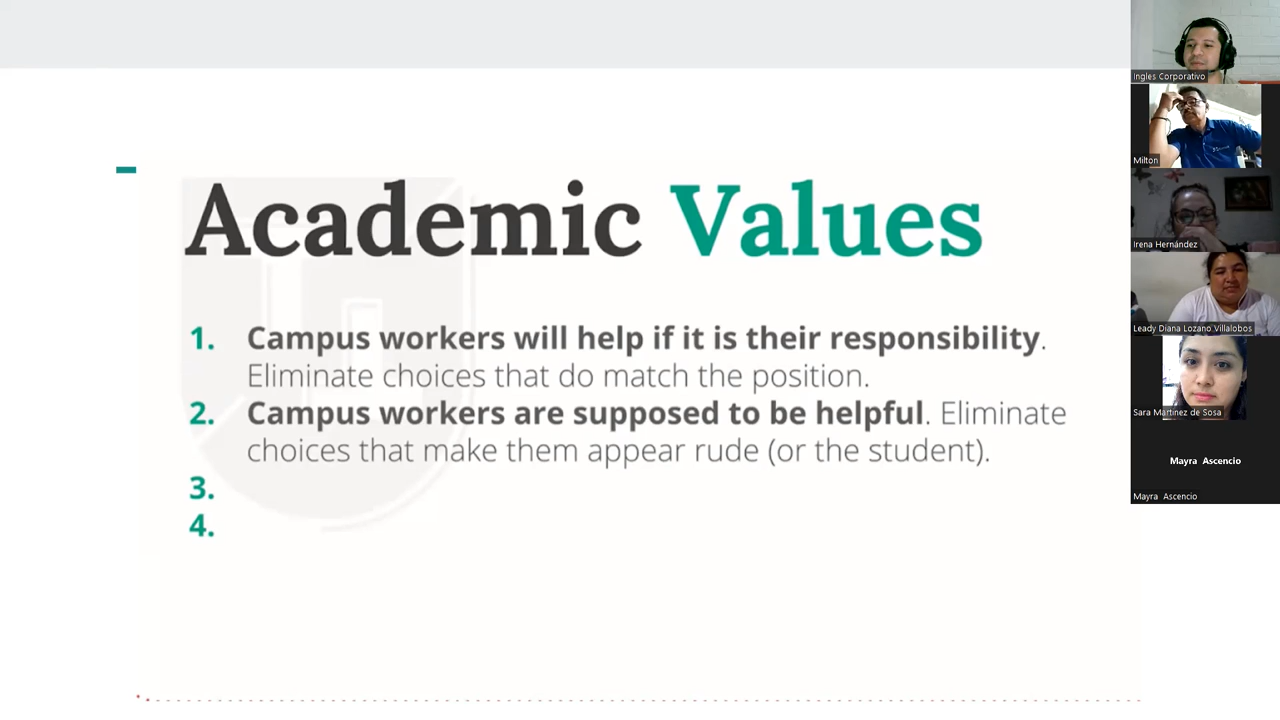 Academic Values
1. Campus workers will help if it is their responsibility.
Eliminate choices that do match the position.
2. Campus workers are supposed to be helpful. Eliminate
choices that make them appear rude (or the student).
3.
4.
Ingles Corporativo
Milton
Irena Hernández
Leady Diana Lozano Villalobos
Sara Martinez de Sosa
Mayra Ascencio
Mayra Ascencio